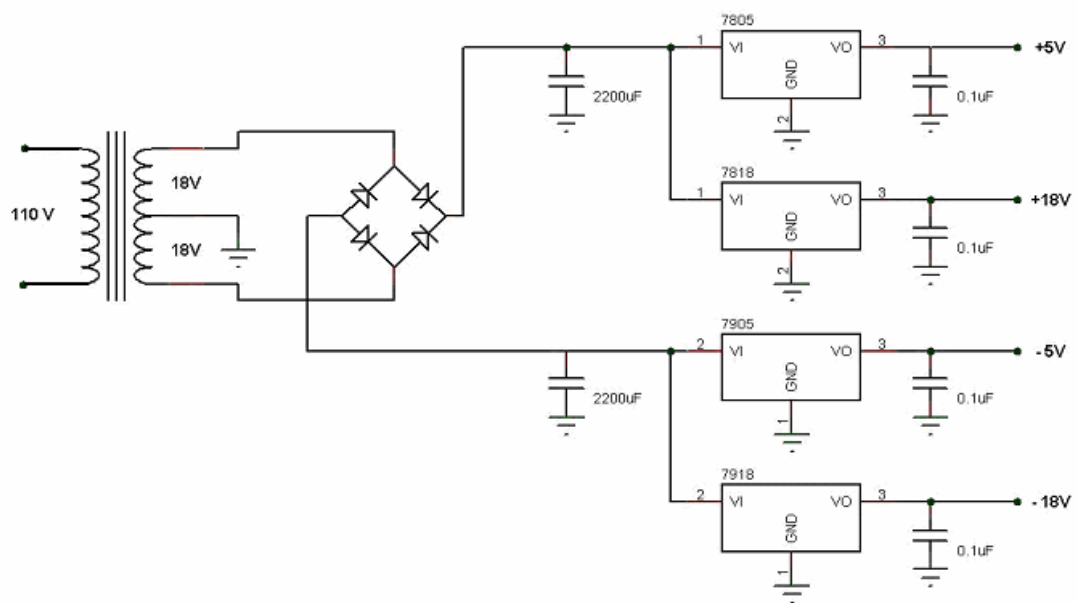 7805
1 VI VO 3 +5V
GND
2
2200uF 0.1uF
7818
1 VI VO 3 +18V
GND
2
0.1uF
18V
110 V
18V
7905
2 VI VO 3 -5V
GND
1
2200uF 0.1uF
7918
2 VI VO 3 -18V
GND
1
0.1uF